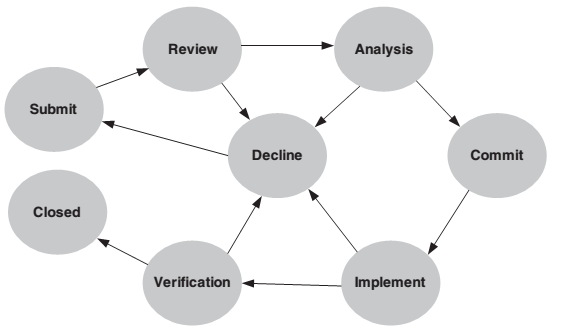 Review
Analysis
Submit
Decline
Commit
Closed
Verification
Implement